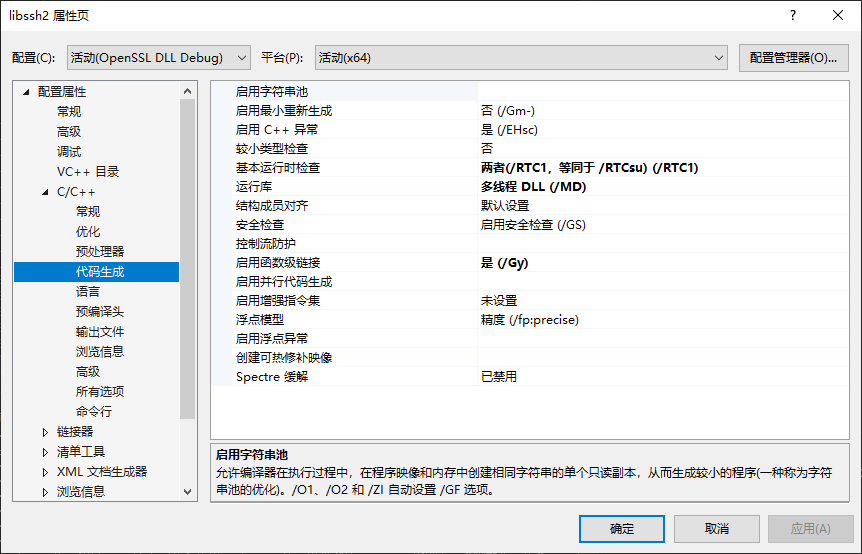 libssh2 属性页
配置(C): 活动(OpenSSL DLL Debug) 平台(P): 活动(x64) 配置管理器(O)...
配置属性
常规
高级
调试
VC++ 目录
C/C++
常规
优化
预处理器
代码生成
语言
预编译头
输出文件
浏览信息
高级
所有选项
命令行
链接器
清单工具
XML 文档生成器
浏览信息
启用字符串池
启用最小重新生成 否 (/Gm-)
启用 C++ 异常 是 (/EHsc)
较小类型检查 否
基本运行时检查 两者(/RTC1，等同于 /RTCsu) (/RTC1)
运行库 多线程 DLL (/MD)
结构成员对齐 默认设置
安全检查 启用安全检查 (/GS)
控制流防护
启用函数级链接 是 (/Gy)
启用并行代码生成
启用增强指令集 未设置
浮点模型 精度 (/fp:precise)
启用浮点异常
创建可热修补映像
Spectre 缓解 已禁用
启用字符串池
允许编译器在执行过程中，在程序映像和内存中创建相同字符串的单个只读副本，从而生成较小的程序(一种称为字符
串池的优化)。/O1、/O2 和 /ZI 自动设置 /GF 选项。
确定 取消 应用(A)